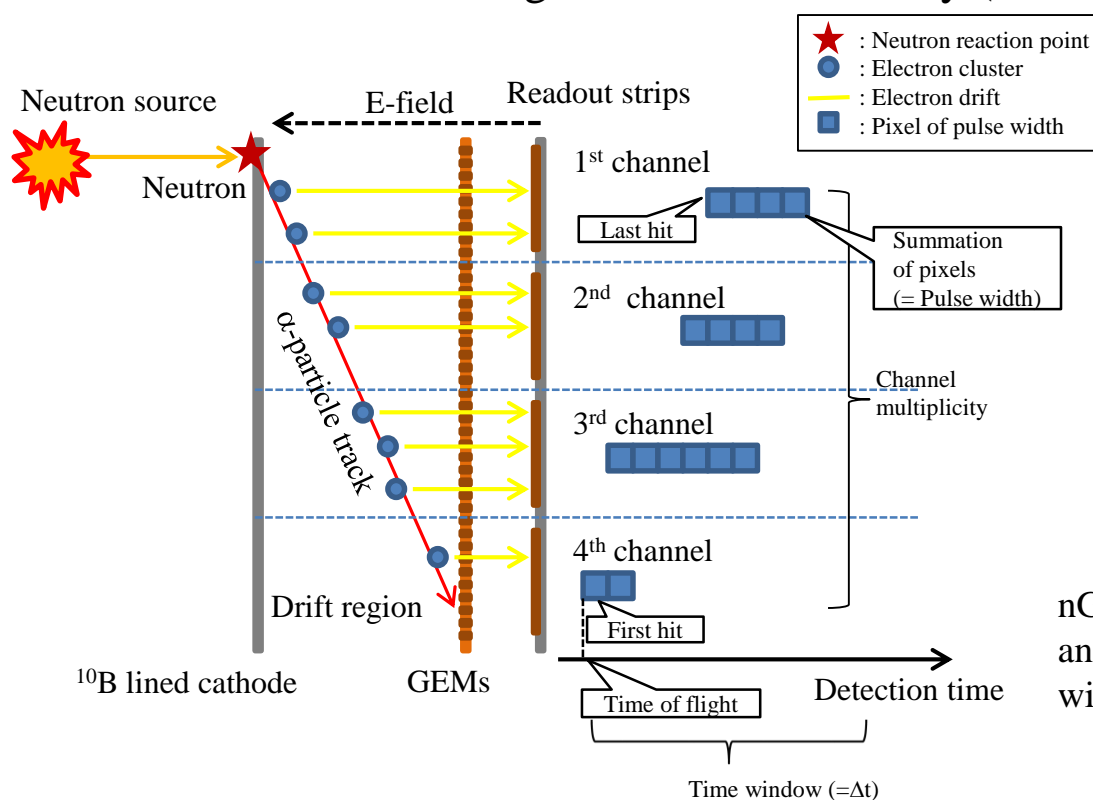 : Neutron reaction point
: Electron cluster
: Electron drift
: Pixel of pulse width
Neutron source
E-field
Readout strips
Neutron
1st channel
Last hit
Summation
of pixels
(= Pulse width)
2nd channel
α-particle track
Channel
multiplicity
3rd channel
4th channel
Drift region
First hit
10B lined cathode
GEMs
Time of flight
Detection time
Time window (=Δt)
an
wi